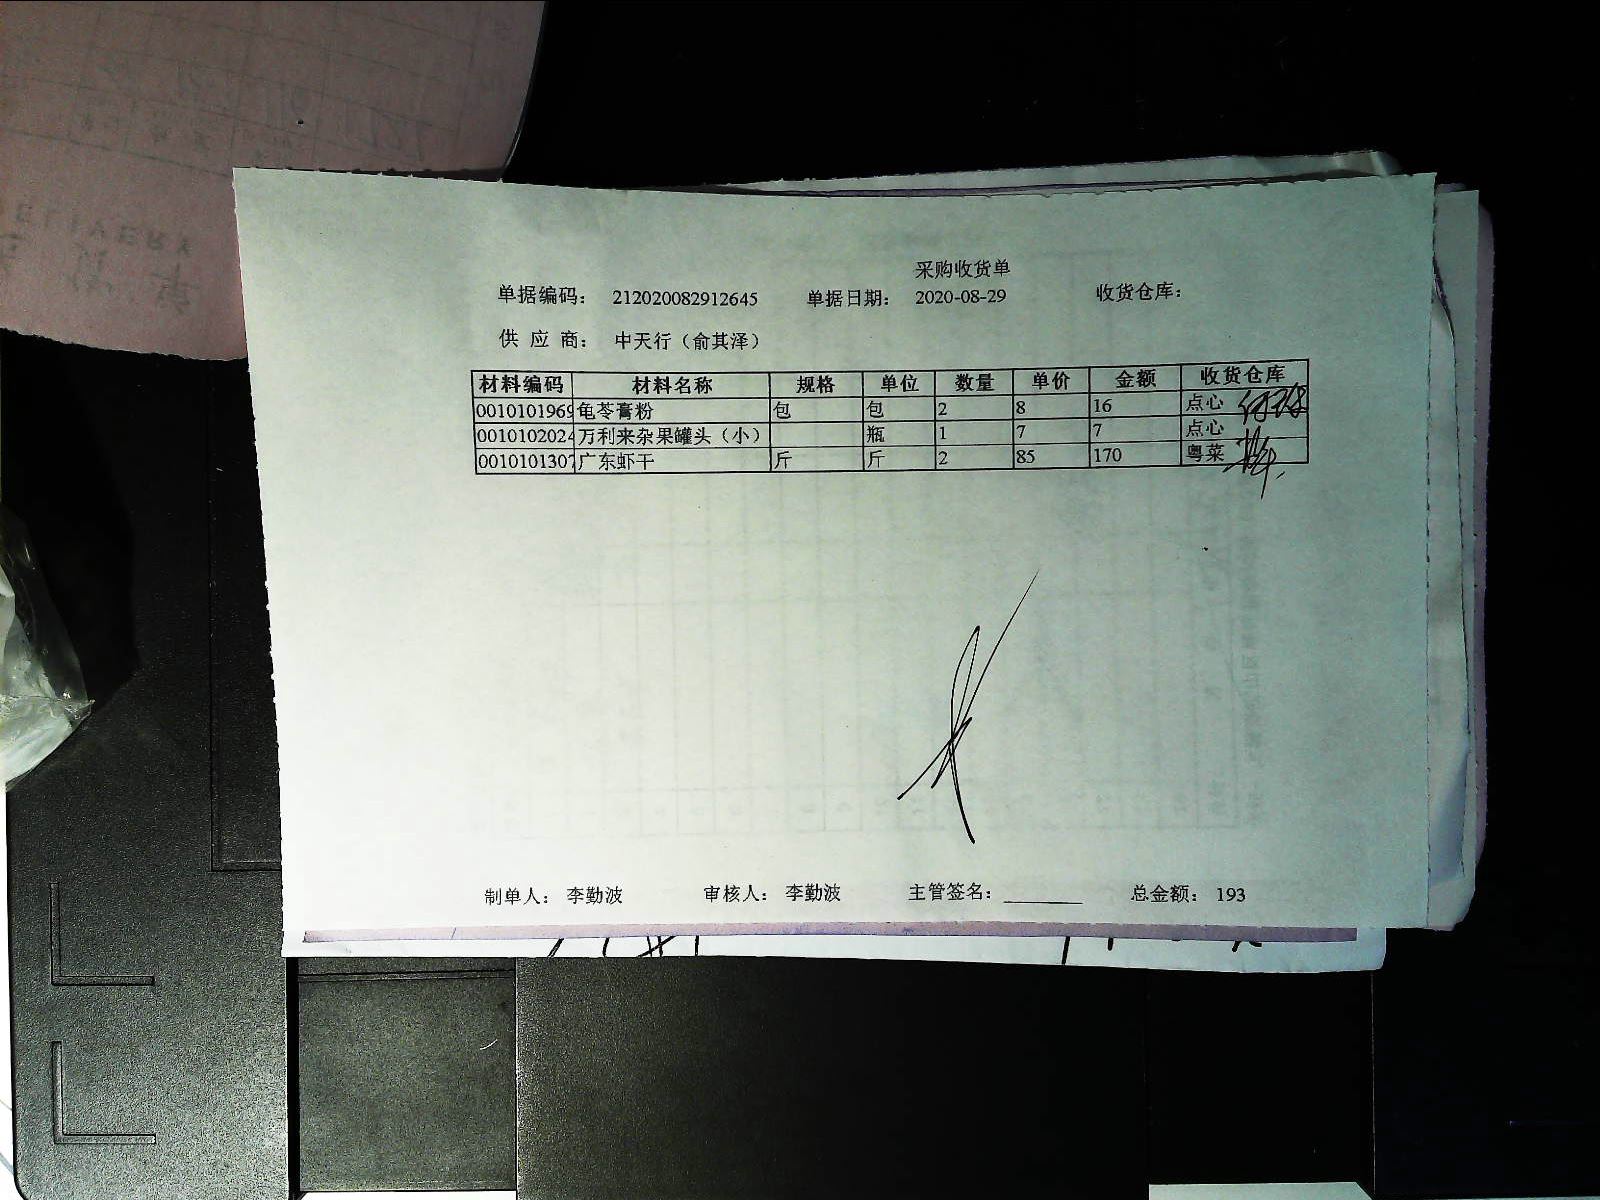 采购收货单
单据编码： 212020082912645 单据日期： 2020-08-29 收货仓库：
供 应 商： 中天行（俞其泽）
材料编码 材料名称 规格 单位 数量 单价 金额 收货仓库
0010101969 龟苓膏粉 包 包 2 8 16 点心
0010102024 万利来杂果罐头（小） 瓶 1 7 7 点心
0010101307 广东虾干 斤 斤 2 85 170 粤菜
制单人： 李勤波 审核人： 李勤波 主管签名： 总金额： 193